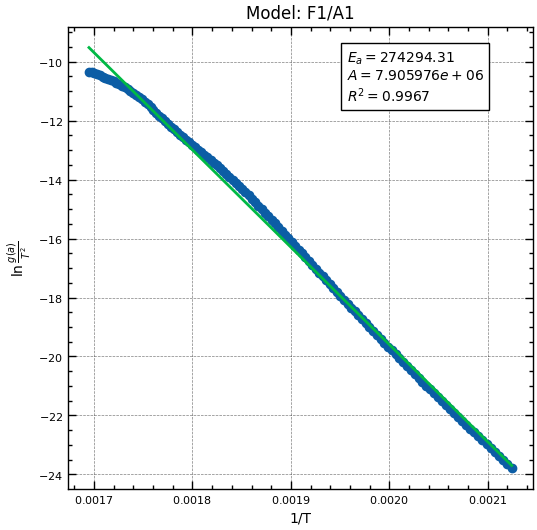 Model: F1/A1
E_a = 274294.31
A = 7.905976e + 06
R^2 = 0.9967
ln g(a)/T^2
−10
−12
−14
−16
−18
−20
−22
−24
0.0017 0.0018 0.0019 0.0020 0.0021
1/T